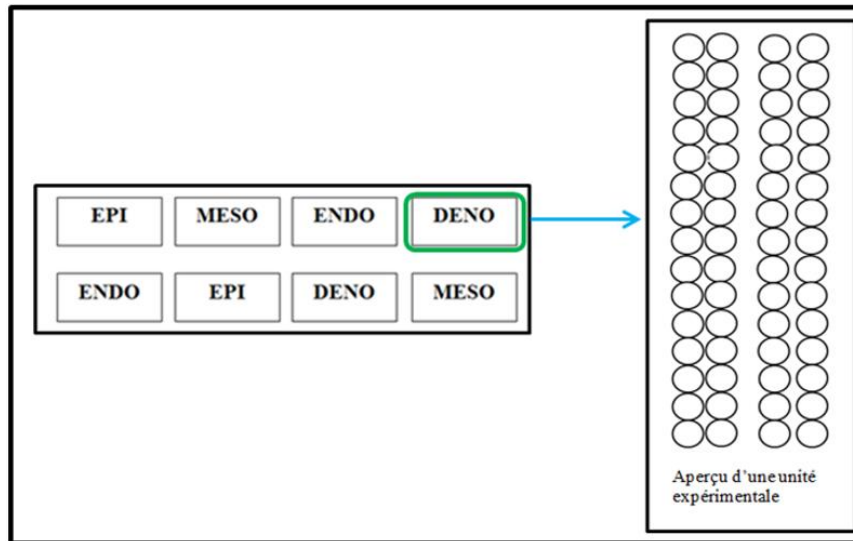 EPI MESO ENDO DENO
ENDO EPI DENO MESO
Aperçu d'une unité
expérimentale